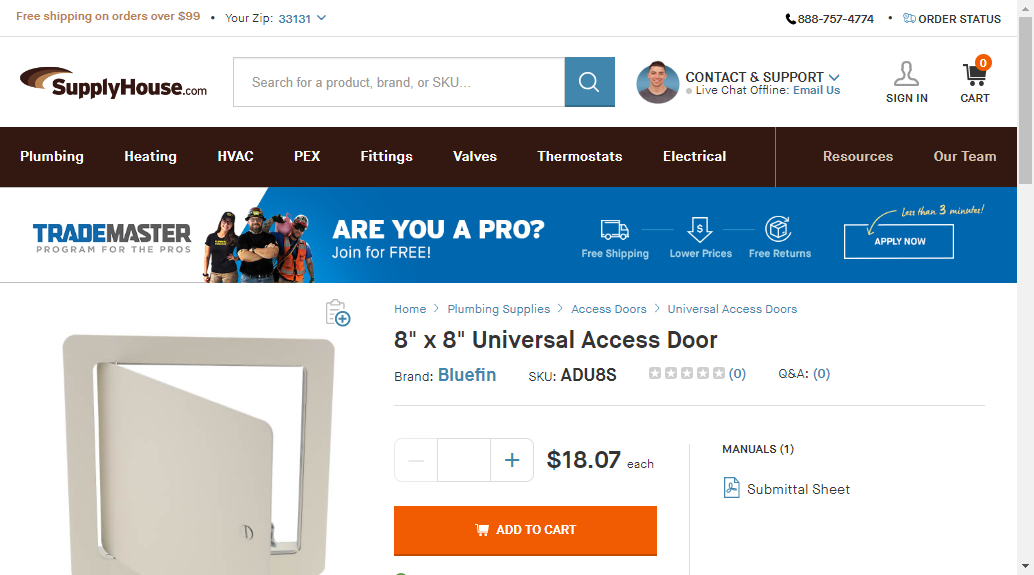 Free shipping on orders over $99 • Your Zip: 33131
888-757-4774 • ORDER STATUS
SupplyHouse.com
Search for a product, brand, or SKU...
CONTACT & SUPPORT
Live Chat Offline: Email Us
SIGN IN
0
CART
Plumbing Heating HVAC PEX Fittings Valves Thermostats Electrical Resources Our Team
TRADEMASTER
PROGRAM FOR THE PROS
ARE YOU A PRO?
Join for FREE!
Free Shipping
Lower Prices
Free Returns
Less than 3 minutes!
APPLY NOW
Home > Plumbing Supplies > Access Doors > Universal Access Doors
8" x 8" Universal Access Door
Brand: Bluefin SKU: ADU8S (0) Q&A: (0)
$18.07 each
ADD TO CART
MANUALS (1)
Submittal Sheet